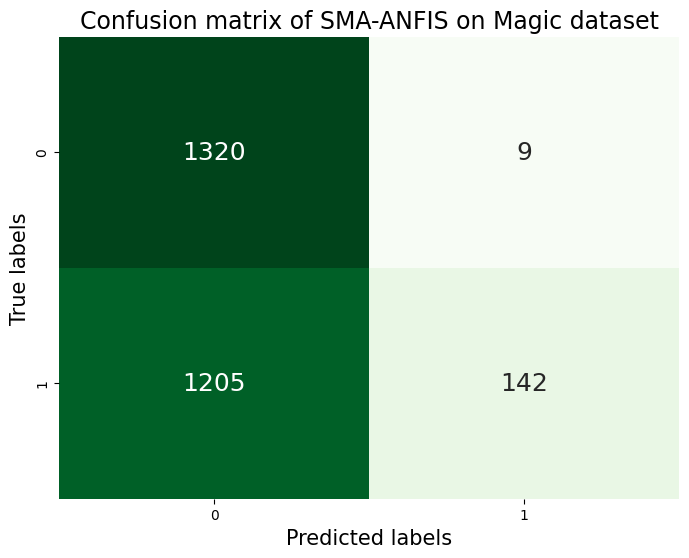 Confusion matrix of SMA-ANFIS on Magic dataset
1320
9
0
1205
142
1
True labels
0
1
Predicted labels